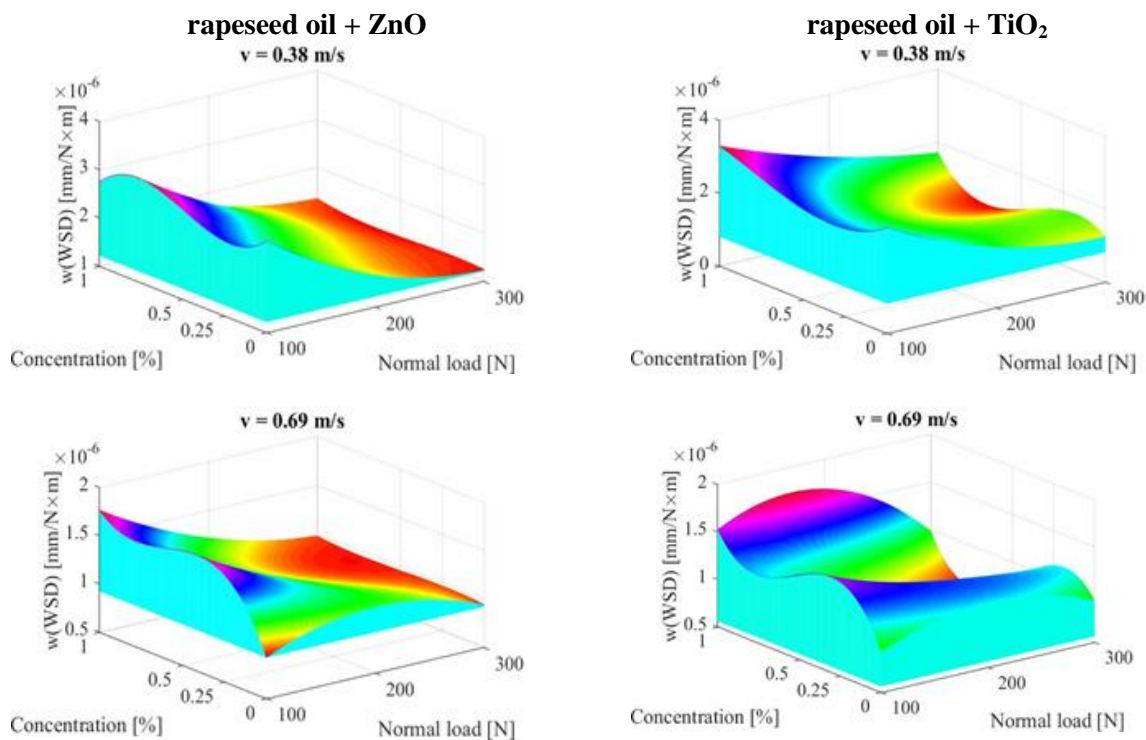 rapeseed oil + ZnO
v = 0.38 m/s
×10⁻⁶
4
3
2
1
w(WSD) [mm/N×m]
1
0.5
0.25
0
Concentration [%]
100
200
300
Normal load [N]
rapeseed oil + TiO₂
v = 0.38 m/s
×10⁻⁶
4
2
0
w(WSD) [mm/N×m]
1
0.5
0.25
0
Concentration [%]
100
200
300
Normal load [N]
v = 0.69 m/s
×10⁻⁶
2
1.5
1
0.5
w(WSD) [mm/N×m]
1
0.5
0.25
0
Concentration [%]
100
200
300
Normal load [N]
v = 0.69 m/s
×10⁻⁶
2
1.5
1
0.5
w(WSD) [mm/N×m]
1
0.5
0.25
0
Concentration [%]
100
200
300
Normal load [N]